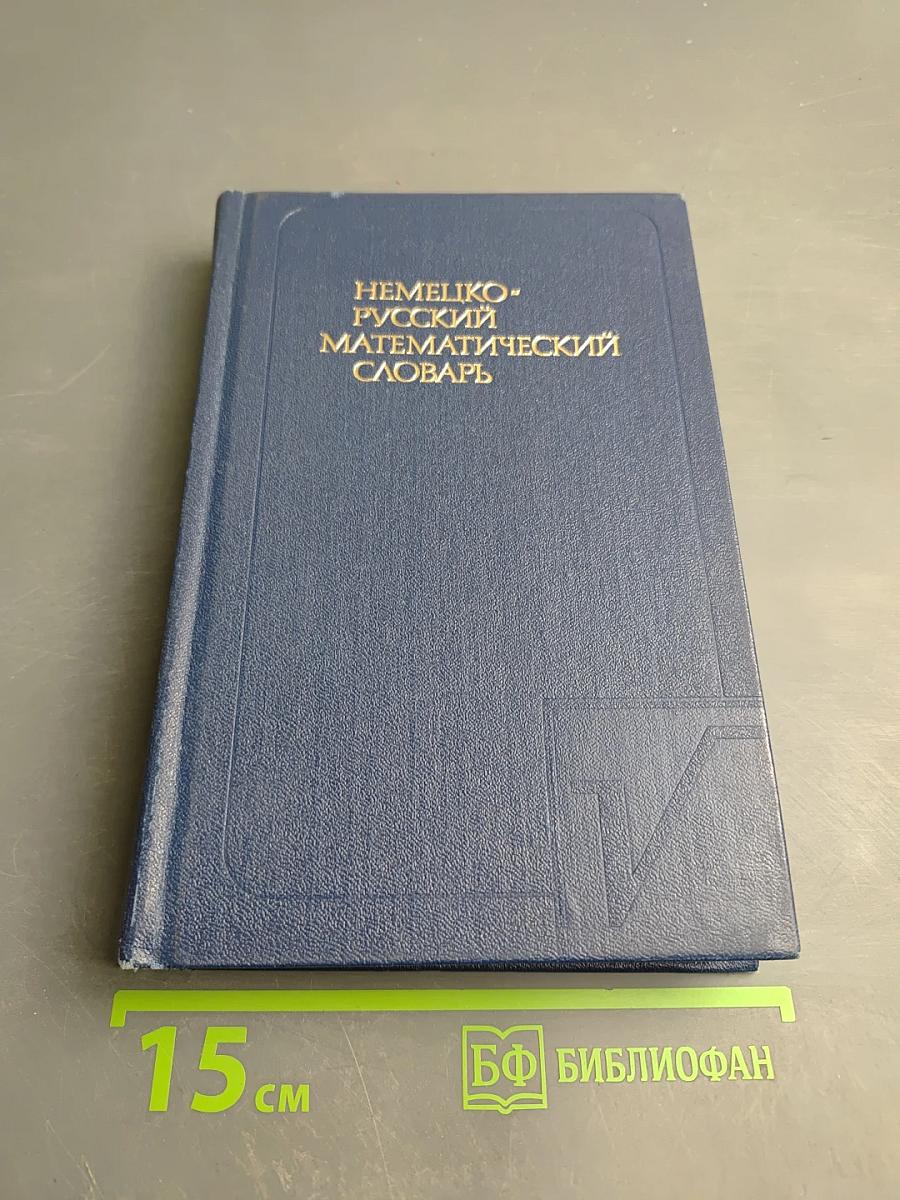 НЕМЕЦКО-
РУССКИЙ
МАТЕМАТИЧЕСКИЙ
СЛОВАРЬ
15 см
БФ БИБЛИОФАН